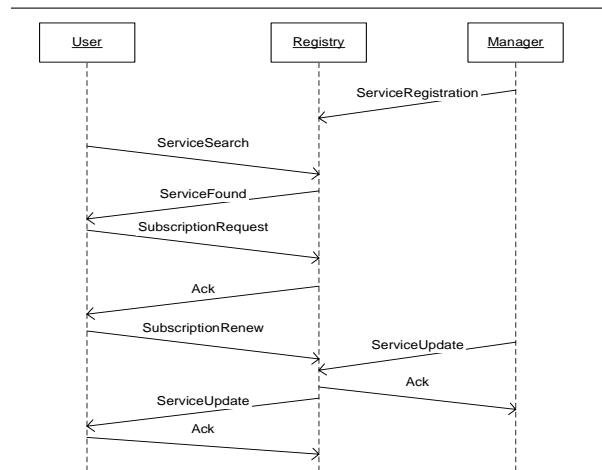 User
Registry
Manager
ServiceRegistration
ServiceSearch
ServiceFound
SubscriptionRequest
Ack
SubscriptionRenew
ServiceUpdate
Ack
ServiceUpdate
Ack